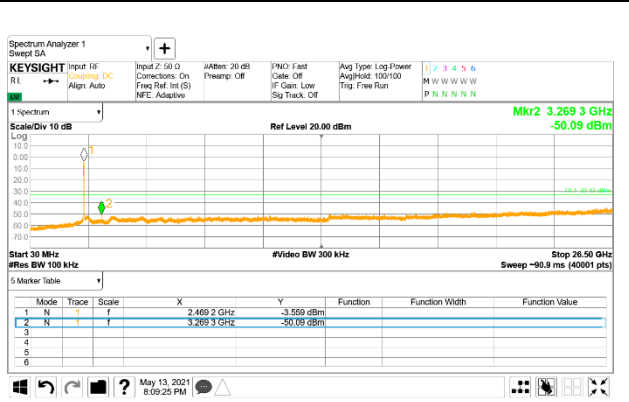 Spectrum Analyzer 1
Swept SA
KEYSIGHT Input: RF Input Z: 50 Ω #Atten: 20 dB PNO: Fast Avg Type: Log-Power 1 2 3 4 5 6
RL Coupling: DC Corrections: On Preamp: Off Gate: Off Avg|Hold: 100/100 M W W W W W
Align: Auto Freq Ref: Int (S) IF Gain: Low Trig: Free Run
NFE: Adaptive Sig Track: Off P N N N N N
1 Spectrum Mkr2 3.269 3 GHz
Scale/Div 10 dB Ref Level 20.00 dBm -50.09 dBm
Log
10.0
0.00
10.0
20.0
30.0
40.0
50.0
60.0
-70.0
1
2
Start 30 MHz #Video BW 300 kHz Stop 26.50 GHz
#Res BW 100 kHz Sweep ~90.9 ms (40001 pts)
5 Marker Table
Mode Trace Scale X Y Function Function Width Function Value
1 N 1 f 2.469 2 GHz -3.559 dBm
2 N 1 f 3.269 3 GHz -50.09 dBm
3
4
5
6
? May 13, 2021
8:09:25 PM